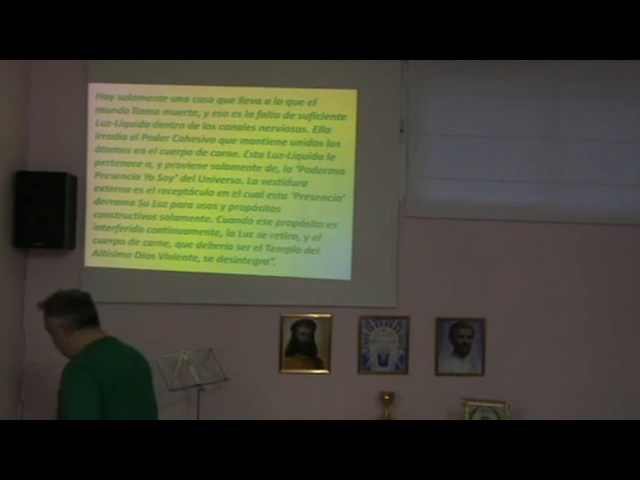 Hay solamente una cosa que lleva a lo que el
mundo llama muerte, y esa es la falta de suficiente
Luz-Líquida dentro de los canales nerviosos. Ella
irradia el Poder Cohesivo que mantiene unidos los
átomos en el cuerpo de carne. Esta Luz-Líquida le
pertenece a, y proviene solamente de, la 'Poderosa
Presencia Yo Soy' del Universo. La vestidura
externa es el receptáculo en el cual esta 'Presencia'
derrama Su Luz para usos y propósitos
constructivos solamente. Cuando ese propósito es
interferido continuamente, la Luz se retira, y el
cuerpo de carne, que debería ser el Templo del
Altísimo Dios Viviente, se desintegra”.